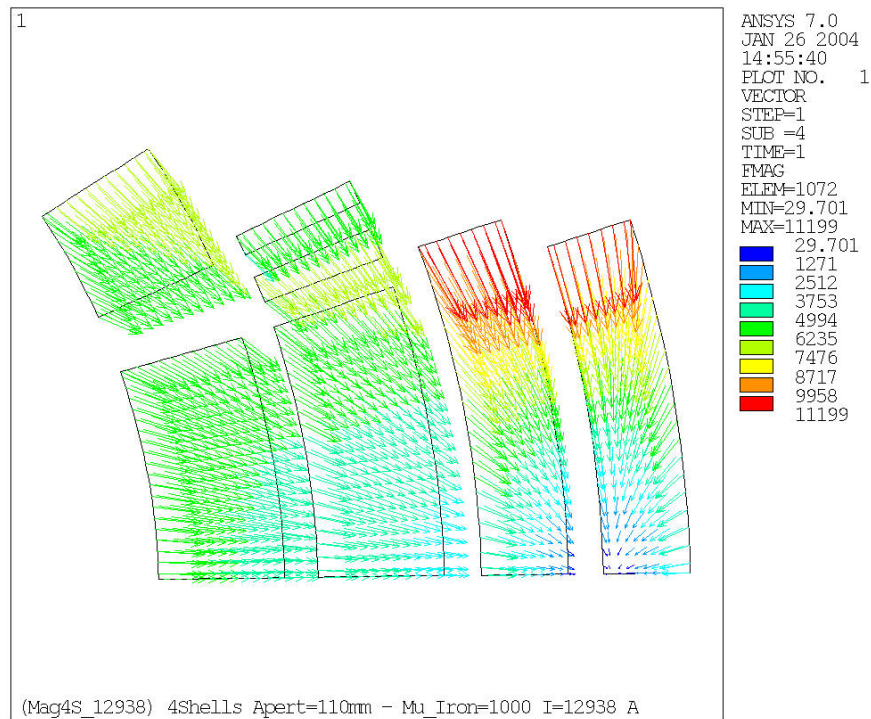 1
ANSYS 7.0
JAN 26 2004
14:55:40
PLOT NO. 1
VECTOR
STEP=1
SUB =4
TIME=1
FMAG
ELEM=1072
MIN=29.701
MAX=11199
29.701
1271
2512
3753
4994
6235
7476
8717
9958
11199
(Mag4S_12938) 4Shells Apert=110mm - Mu_Iron=1000 I=12938 A